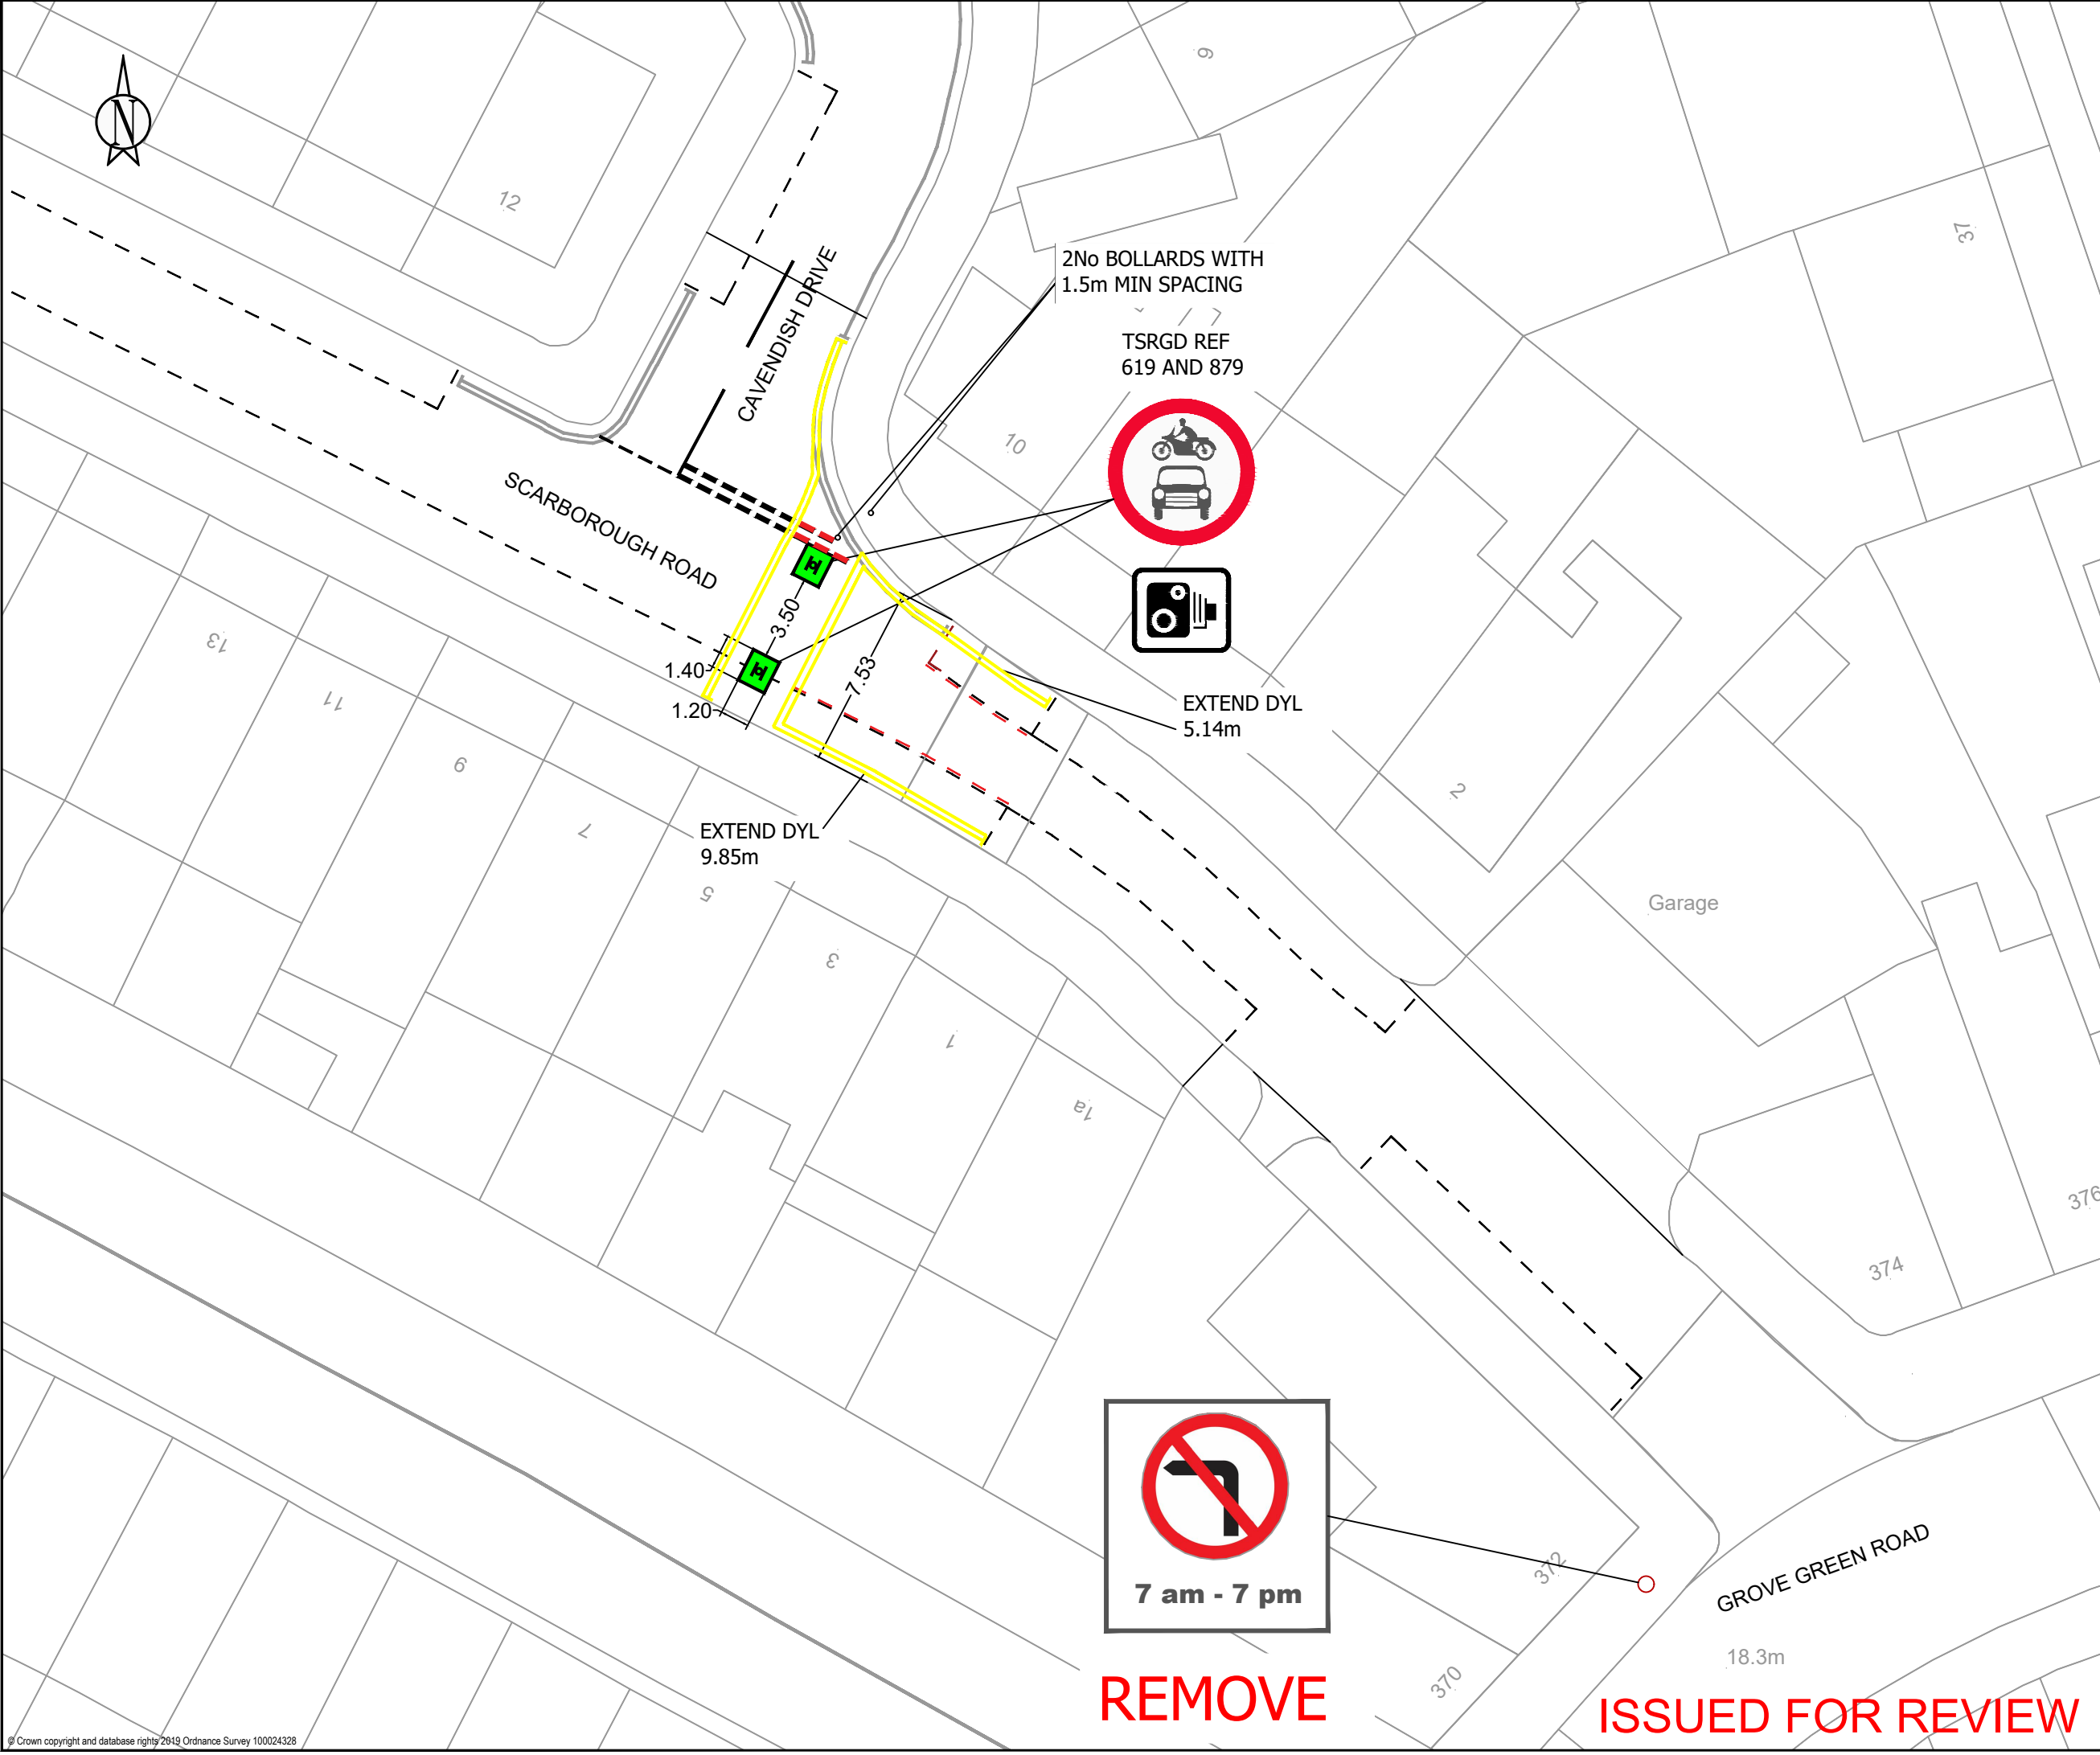 N
9
12
37
CAVENDISH DRIVE
2No BOLLARDS WITH
1.5m MIN SPACING
TSRGD REF
619 AND 879
10
SCARBOROUGH ROAD
3.50
13
1.40
7.53
11
1.20
EXTEND DYL
5.14m
9
2
7
EXTEND DYL
9.85m
5
Garage
3
1
1a
376
374
7 am - 7 pm
372
GROVE GREEN ROAD
18.3m
370
REMOVE
ISSUED FOR REVIEW
© Crown copyright and database rights 2019 Ordnance Survey 100024328